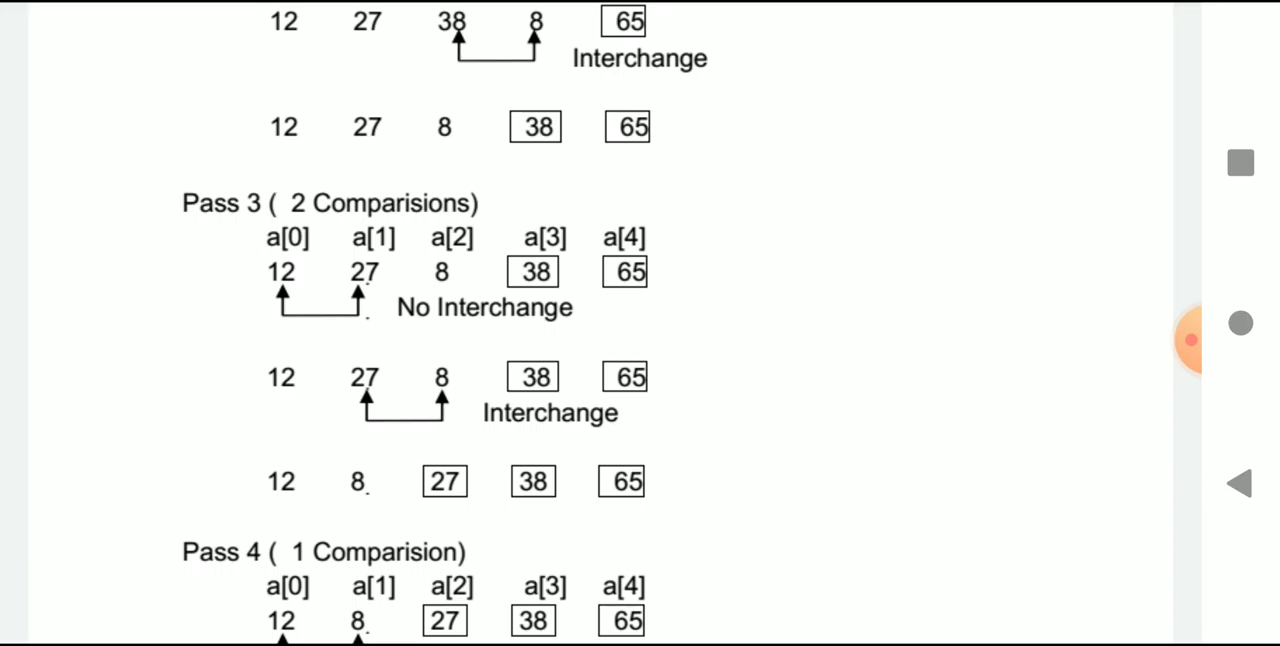 12 27 38 8 65
Interchange
12 27 8 38 65
Pass 3 ( 2 Comparisions)
a[0] a[1] a[2] a[3] a[4]
12 27 8 38 65
No Interchange
12 27 8 38 65
Interchange
12 8 27 38 65
Pass 4 ( 1 Comparision)
a[0] a[1] a[2] a[3] a[4]
12 8 27 38 65